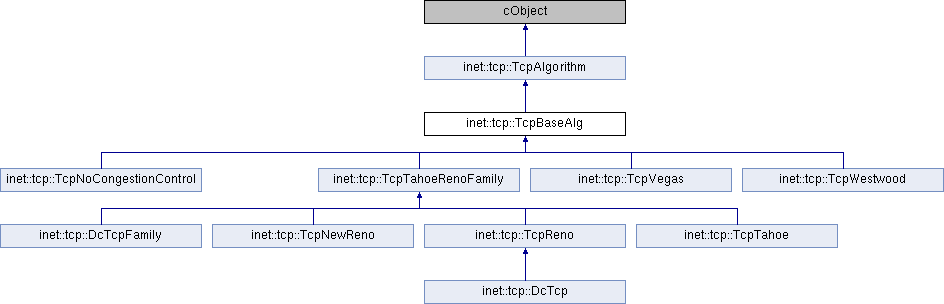 cObject
inet::tcp::TcpAlgorithm
inet::tcp::TcpBaseAlg
inet::tcp::TcpNoCongestionControl
inet::tcp::TcpTahoeRenoFamily
inet::tcp::TcpVegas
inet::tcp::TcpWestwood
inet::tcp::DcTcpFamily
inet::tcp::TcpNewReno
inet::tcp::TcpReno
inet::tcp::TcpTahoe
inet::tcp::DcTcp